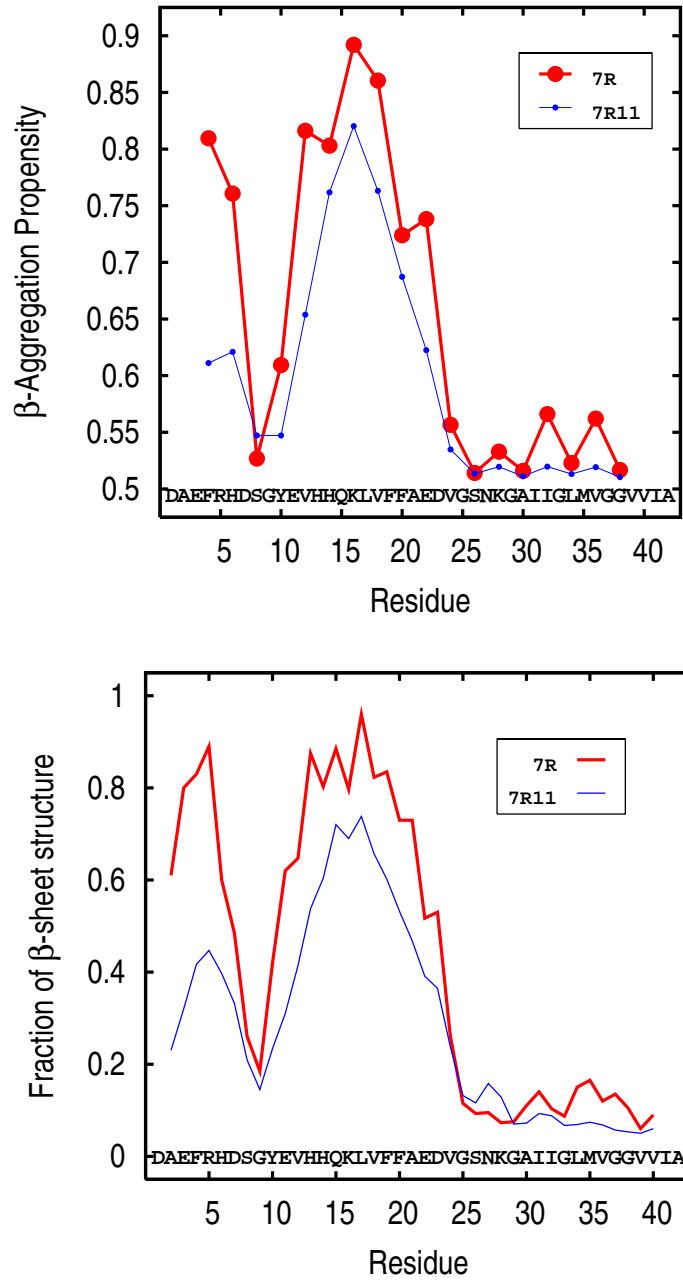 0.9
0.85
0.8
0.75
0.7
0.65
0.6
0.55
0.5
β-Aggregation Propensity
7R
7R11
DAEFRHDSGYEVHHQKLVFFAEDVGSNKGAIIGLMVGGVVIA
5 10 15 20 25 30 35 40
Residue
1
0.8
0.6
0.4
0.2
0
Fraction of β-sheet structure
7R
7R11
DAEFRHDSGYEVHHQKLVFFAEDVGSNKGAIIGLMVGGVVIA
5 10 15 20 25 30 35 40
Residue